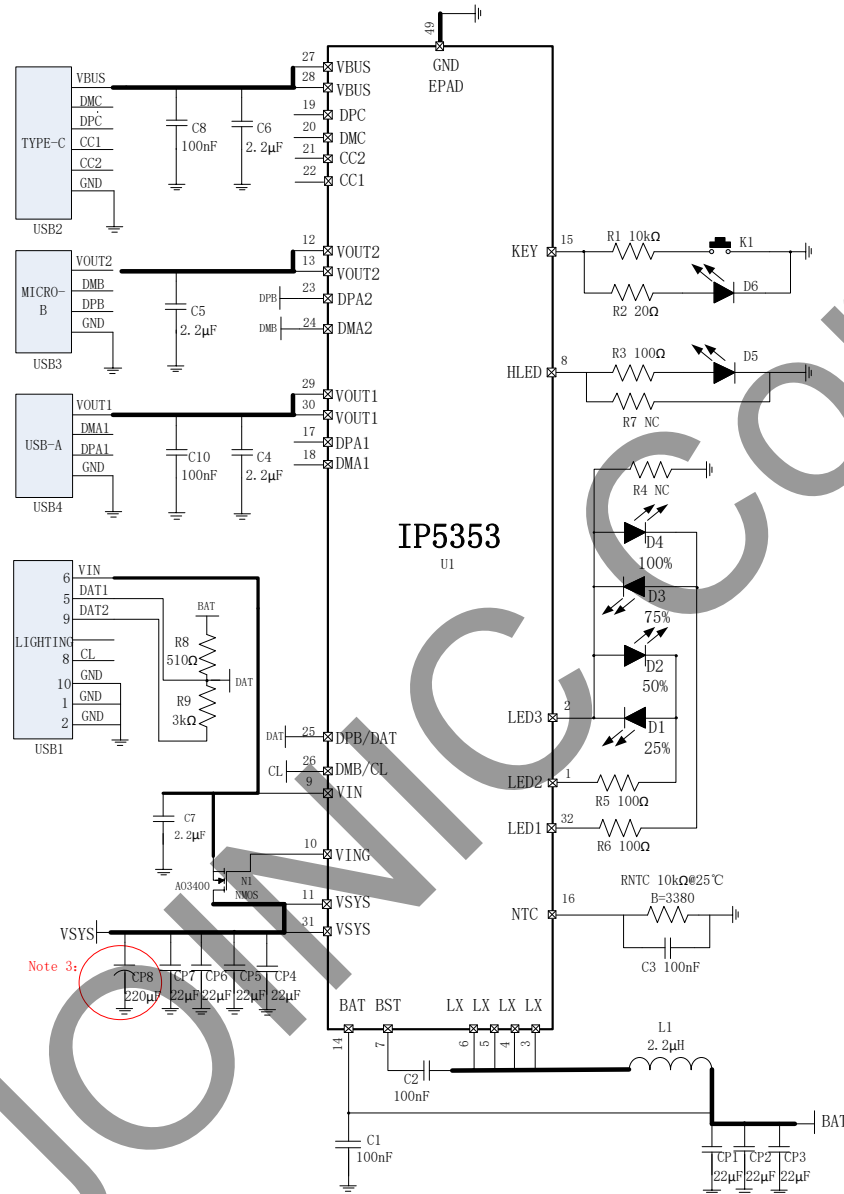 49
GND
EPAD
27
VBUS
28
VBUS
19
DPC
20
DMC
21
CC2
22
CC1
VBUS
DMC
DPC
CC1
CC2
GND
TYPE-C
USB2
C8
100nF
C6
2.2μF
12
VOUT2
13
VOUT2
23
DPA2
DPB
24
DMA2
DMB
VOUT2
DMB
DPB
GND
MICRO-
B
USB3
C5
2.2μF
29
VOUT1
30
VOUT1
17
DPA1
18
DMA1
VOUT1
DMA1
DPA1
GND
USB-A
USB4
C10
100nF
C4
2.2μF
KEY
15
R1 10kΩ
K1
R2 20Ω
D6
HLED
8
R3 100Ω
D5
R7 NC
R4 NC
D4
100%
D3
75%
D2
50%
D1
25%
IP5353
U1
LED3
2
LED2
1
R5 100Ω
LED1
32
R6 100Ω
NTC
16
RNTC 10kΩ@25℃
B=3380
C3 100nF
6
VIN
5
DAT1
9
DAT2
LIGHTING
8
CL
10
GND
1
GND
2
GND
USB1
BAT
R8
510Ω
DAT
R9
3kΩ
DAT
25
DPB/DAT
CL
26
DMB/CL
9
VIN
C7
2.2μF
10
VING
AO3400
N1
NMOS
11
VSYS
31
VSYS
VSYS
Note 3:
CP8
220μF
CP7
22μF
CP6
22μF
CP5
22μF
CP4
22μF
BAT
BST
LX
LX
LX
LX
14
7
6
5
4
3
C2
100nF
L1
2.2μH
C1
100nF
BAT
CP1
22μF
CP2
22μF
CP3
22μF